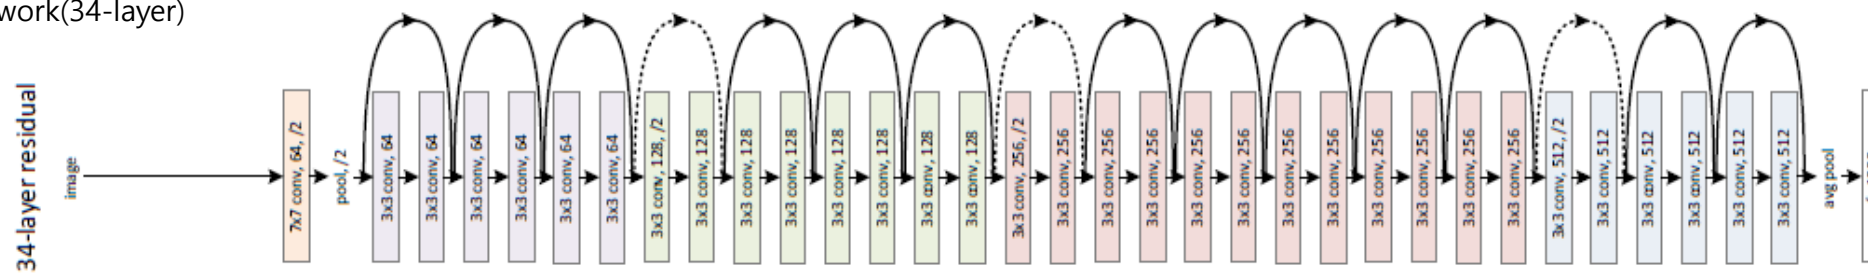 work(34-layer)
34-layer residual
image
7x7 conv, 64, /2
pool, /2
3x3 conv, 64
3x3 conv, 64
3x3 conv, 64
3x3 conv, 64
3x3 conv, 64
3x3 conv, 64
3x3 conv, 128, /2
3x3 conv, 128
3x3 conv, 128
3x3 conv, 128
3x3 conv, 128
3x3 conv, 128
3x3 conv, 128
3x3 conv, 128
3x3 conv, 256, /2
3x3 conv, 256
3x3 conv, 256
3x3 conv, 256
3x3 conv, 256
3x3 conv, 256
3x3 conv, 256
3x3 conv, 256
3x3 conv, 256
3x3 conv, 256
3x3 conv, 256
3x3 conv, 256
3x3 conv, 512, /2
3x3 conv, 512
3x3 conv, 512
3x3 conv, 512
3x3 conv, 512
3x3 conv, 512
avg pool